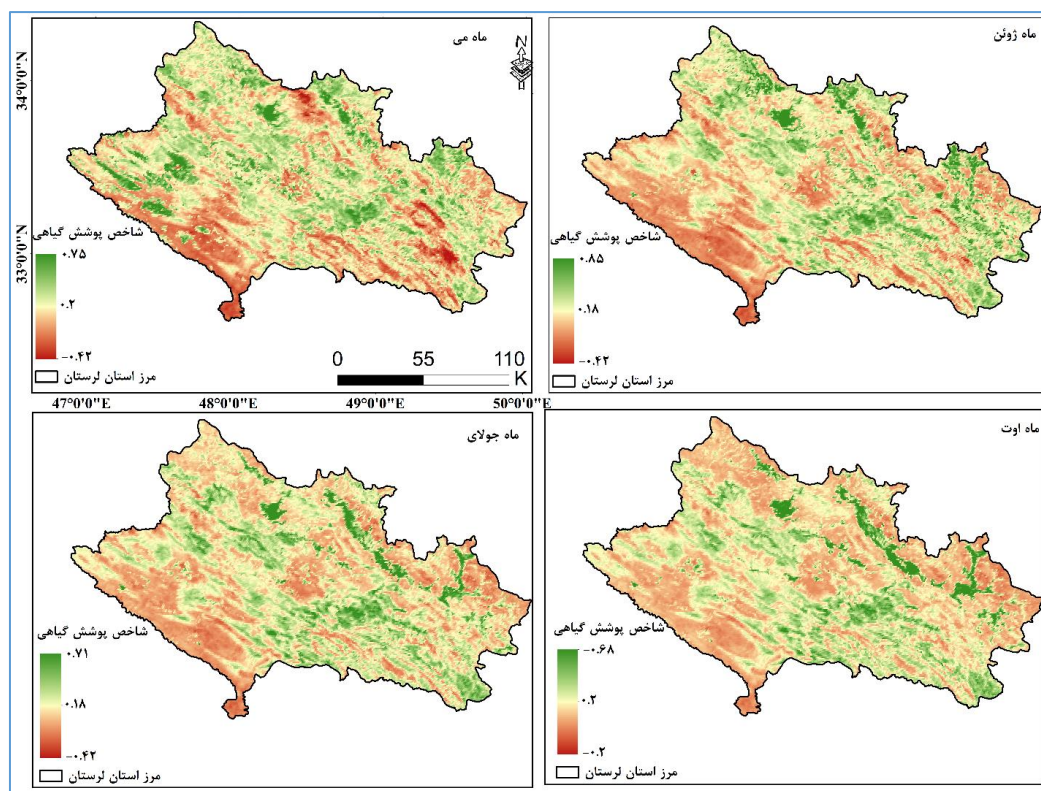 ماه می
N
34°0'0"N
33°0'0"N
شاخص پوشش گیاهی
۰.۷۵
۰.۲
-۰.۴۲
مرز استان لرستان
0 55 110
K
47°0'0"E 48°0'0"E 49°0'0"E 50°0'0"E
ماه ژوئن
شاخص پوشش گیاهی
۰.۸۵
۰.۱۸
-۰.۴۲
مرز استان لرستان
ماه جولای
شاخص پوشش گیاهی
۰.۷۱
۰.۱۸
-۰.۴۲
مرز استان لرستان
ماه اوت
شاخص پوشش گیاهی
-۰.۶۸
۰.۲
-۰.۲
مرز استان لرستان